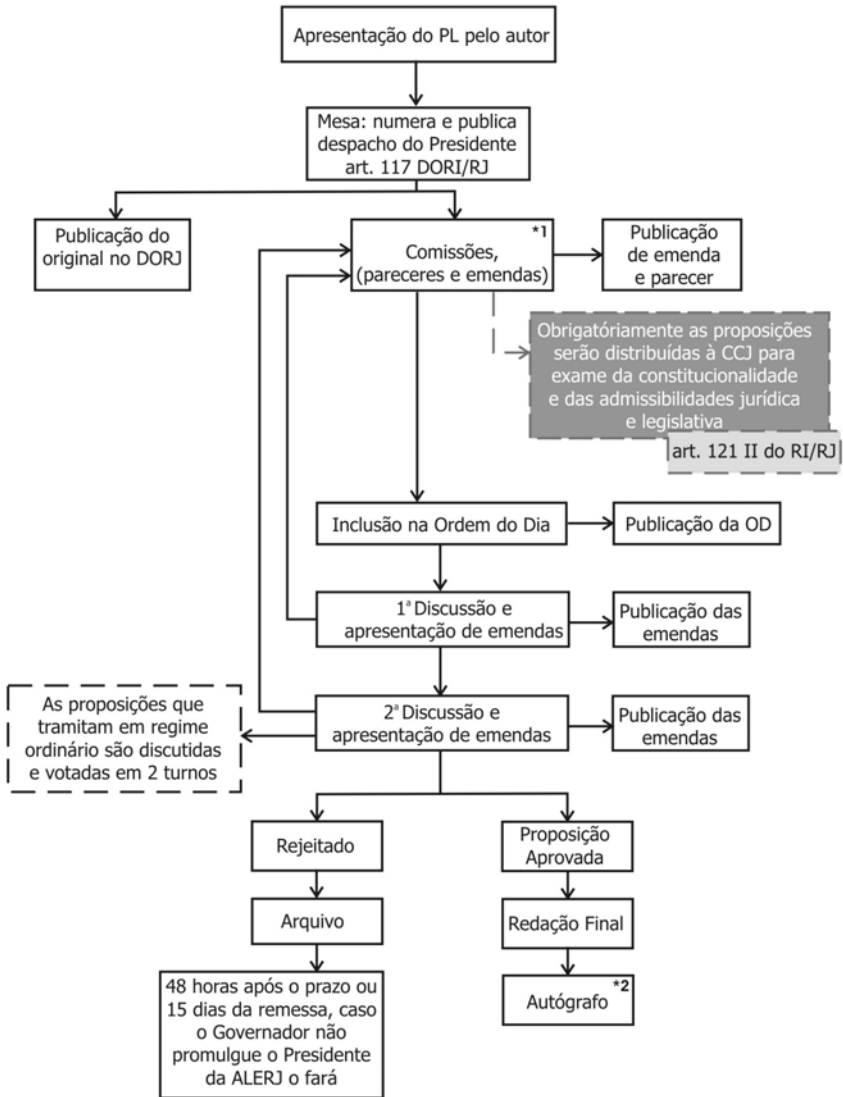 Apresentação do PL pelo autor
Mesa: numera e publica
despacho do Presidente
art. 117 DORI/RJ
Publicação do
original no DORJ
*1
Comissões,
(pareceres e emendas)
Publicação
de emenda
e parecer
Obrigatóriamente as proposições
serão distribuídas à CCJ para
exame da constitucionalidade
e das admissibilidades jurídica
e legislativa
art. 121 II do RI/RJ
Inclusão na Ordem do Dia
Publicação da OD
1ª Discussão e
apresentação de emendas
Publicação das
emendas
As proposições que
tramitam em regime
ordinário são discutidas
e votadas em 2 turnos
2ª Discussão e
apresentação de emendas
Publicação das
emendas
Rejeitado
Proposição
Aprovada
Arquivo
Redação Final
48 horas após o prazo ou
15 dias da remessa, caso
o Governador não
promulgue o Presidente
da ALERJ o fará
*2
Autógrafo